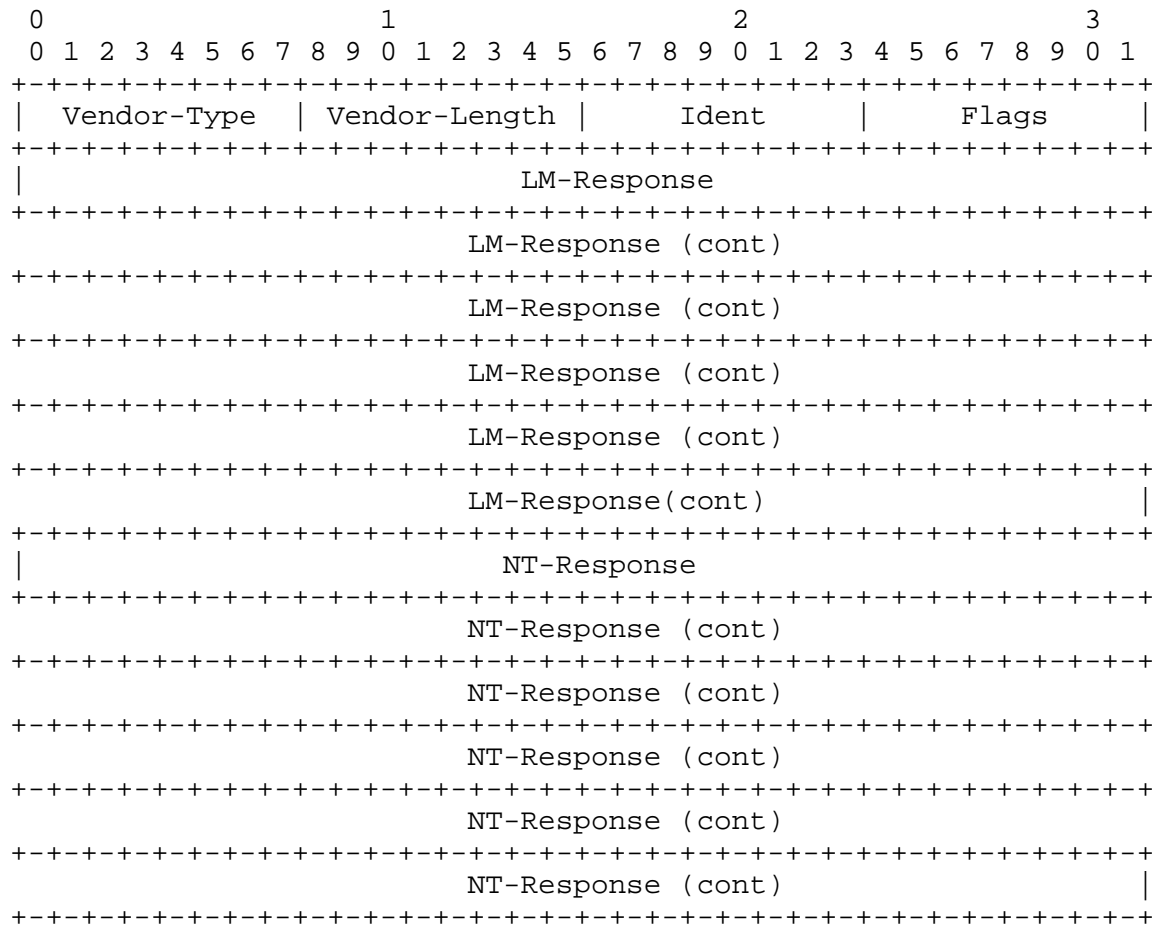 0                   1                   2                   3
 0 1 2 3 4 5 6 7 8 9 0 1 2 3 4 5 6 7 8 9 0 1 2 3 4 5 6 7 8 9 0 1
+-+-+-+-+-+-+-+-+-+-+-+-+-+-+-+-+-+-+-+-+-+-+-+-+-+-+-+-+-+-+-+-+
|  Vendor-Type  | Vendor-Length |     Ident     |     Flags     |
+-+-+-+-+-+-+-+-+-+-+-+-+-+-+-+-+-+-+-+-+-+-+-+-+-+-+-+-+-+-+-+-+
|                            LM-Response
+-+-+-+-+-+-+-+-+-+-+-+-+-+-+-+-+-+-+-+-+-+-+-+-+-+-+-+-+-+-+-+-+
                          LM-Response (cont)
+-+-+-+-+-+-+-+-+-+-+-+-+-+-+-+-+-+-+-+-+-+-+-+-+-+-+-+-+-+-+-+-+
                          LM-Response (cont)
+-+-+-+-+-+-+-+-+-+-+-+-+-+-+-+-+-+-+-+-+-+-+-+-+-+-+-+-+-+-+-+-+
                          LM-Response (cont)
+-+-+-+-+-+-+-+-+-+-+-+-+-+-+-+-+-+-+-+-+-+-+-+-+-+-+-+-+-+-+-+-+
                          LM-Response (cont)
+-+-+-+-+-+-+-+-+-+-+-+-+-+-+-+-+-+-+-+-+-+-+-+-+-+-+-+-+-+-+-+-+
                          LM-Response(cont)                     |
+-+-+-+-+-+-+-+-+-+-+-+-+-+-+-+-+-+-+-+-+-+-+-+-+-+-+-+-+-+-+-+-+
|                           NT-Response
+-+-+-+-+-+-+-+-+-+-+-+-+-+-+-+-+-+-+-+-+-+-+-+-+-+-+-+-+-+-+-+-+
                          NT-Response (cont)
+-+-+-+-+-+-+-+-+-+-+-+-+-+-+-+-+-+-+-+-+-+-+-+-+-+-+-+-+-+-+-+-+
                          NT-Response (cont)
+-+-+-+-+-+-+-+-+-+-+-+-+-+-+-+-+-+-+-+-+-+-+-+-+-+-+-+-+-+-+-+-+
                          NT-Response (cont)
+-+-+-+-+-+-+-+-+-+-+-+-+-+-+-+-+-+-+-+-+-+-+-+-+-+-+-+-+-+-+-+-+
                          NT-Response (cont)
+-+-+-+-+-+-+-+-+-+-+-+-+-+-+-+-+-+-+-+-+-+-+-+-+-+-+-+-+-+-+-+-+
                          NT-Response (cont)                    |
+-+-+-+-+-+-+-+-+-+-+-+-+-+-+-+-+-+-+-+-+-+-+-+-+-+-+-+-+-+-+-+-+